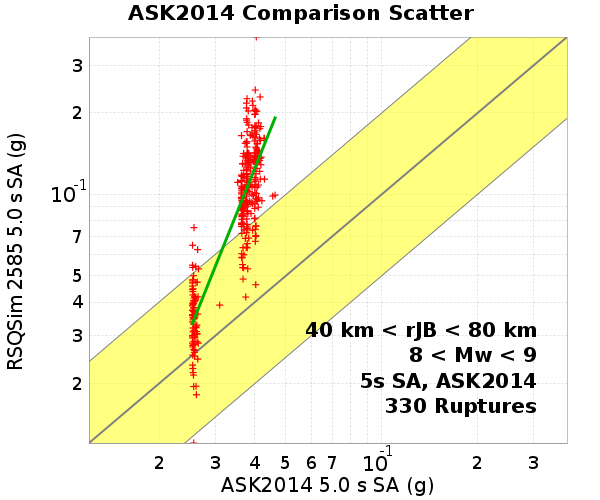 ASK2014 Comparison Scatter
RSQSim 2585 5.0 s SA (g)
3
2
10-1
7
5
4
3
2
40 km < rJB < 80 km
8 < Mw < 9
5s SA, ASK2014
330 Ruptures
2 3 4 5 6 7 10-1 2 3
ASK2014 5.0 s SA (g)